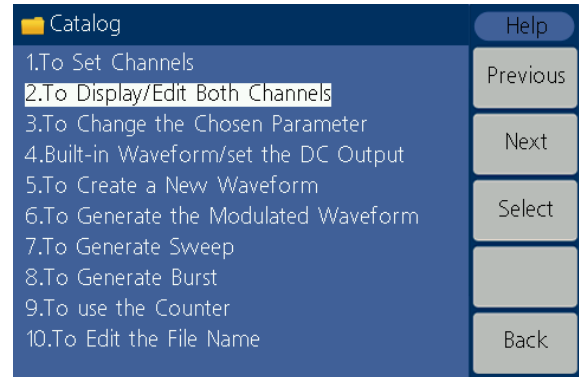 Catalog
Help
1.To Set Channels
2.To Display/Edit Both Channels
3.To Change the Chosen Parameter
4.Built-in Waveform/set the DC Output
5.To Create a New Waveform
6.To Generate the Modulated Waveform
7.To Generate Sweep
8.To Generate Burst
9.To use the Counter
10.To Edit the File Name
Previous
Next
Select
Back